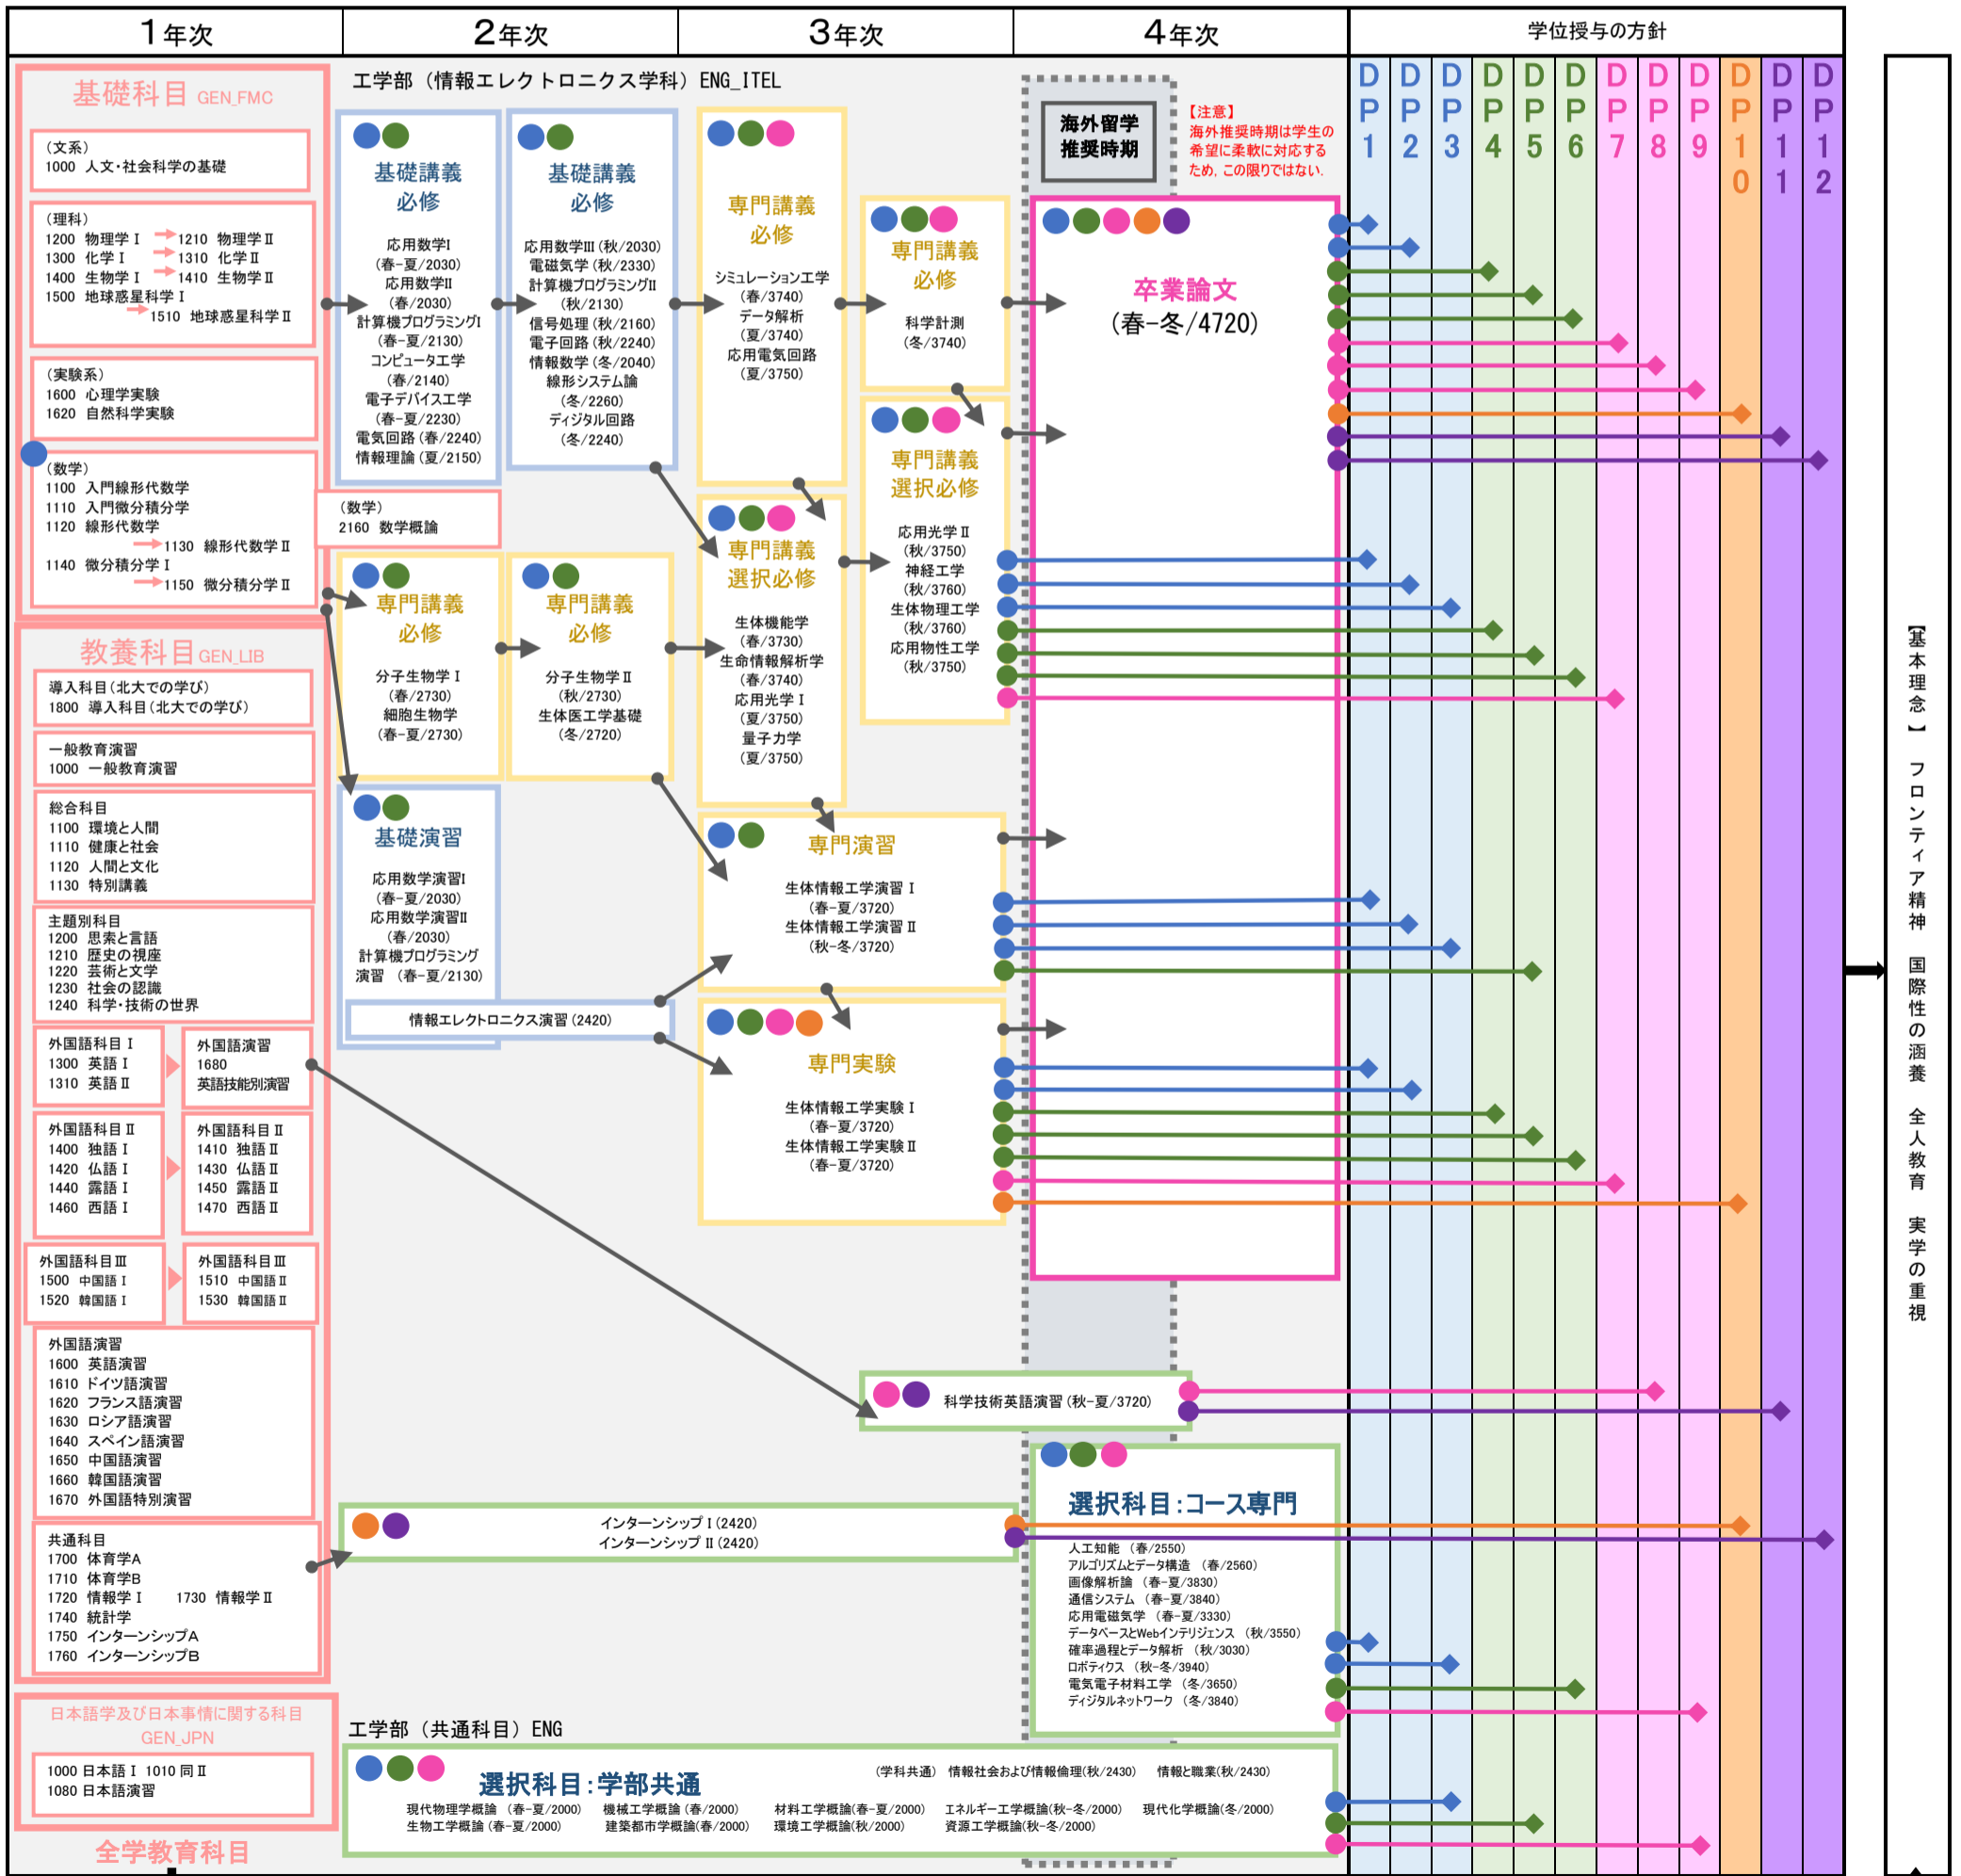 1年次
2年次
3年次
4年次
学位授与の方針
工学部（情報エレクトロニクス学科）ENG_ITEL
DP1
DP2
DP3
DP4
DP5
DP6
DP7
DP8
DP9
DP10
DP11
DP12
基礎科目 GEN_FMC
（文系）
1000 人文・社会科学の基礎
（理科）
1200 物理学Ⅰ 1210 物理学Ⅱ
1300 化学Ⅰ 1310 化学Ⅱ
1400 生物学Ⅰ 1410 生物学Ⅱ
1500 地球惑星科学Ⅰ
1510 地球惑星科学Ⅱ
（実験系）
1600 心理学実験
1620 自然科学実験
（数学）
1100 入門線形代数学
1110 入門微分積分学
1120 線形代数学
1130 線形代数学Ⅱ
1140 微分積分学Ⅰ
1150 微分積分学Ⅱ
教養科目GEN_LIB
導入科目（北大での学び）
1800 導入科目（北大での学び）
一般教育演習
1000 一般教育演習
総合科目
1100 環境と人間
1110 健康と社会
1120 人間と文化
1130 特別講義
主題別科目
1200 思索と言語
1210 歴史の視座
1220 芸術と文学
1230 社会の認識
1240 科学・技術の世界
外国語科目Ⅰ
1300 英語Ⅰ
1310 英語Ⅱ
外国語演習
1680
英語技能別演習
外国語科目Ⅱ
1400 独語Ⅰ
1420 仏語Ⅰ
1440 露語Ⅰ
1460 西語Ⅰ
外国語科目Ⅱ
1410 独語Ⅱ
1430 仏語Ⅱ
1450 露語Ⅱ
1470 西語Ⅱ
外国語科目Ⅲ
1500 中国語Ⅰ
1520 韓国語Ⅰ
外国語科目Ⅲ
1510 中国語Ⅱ
1530 韓国語Ⅱ
外国語演習
1600 英語演習
1610 ドイツ語演習
1620 フランス語演習
1630 ロシア語演習
1640 スペイン語演習
1650 中国語演習
1660 韓国語演習
1670 外国語特別演習
共通科目
1700 体育学A
1710 体育学B
1720 情報学Ⅰ 1730 情報学Ⅱ
1740 統計学
1750 インターンシップA
1760 インターンシップB
日本語学及び日本事情に関する科目
GEN_JPN
1000 日本語Ⅰ 1010 同Ⅱ
1080 日本語演習
全学教育科目
基礎講義
必修
応用数学Ⅰ
（春-夏/2030）
応用数学Ⅱ
（春/2030）
計算機プログラミングⅠ
（春-夏/2130）
コンピュータ工学
（春/2140）
電子デバイス工学
（春-夏/2230）
電気回路（春/2240）
情報理論（夏/2150）
基礎講義
必修
応用数学Ⅲ（秋/2030）
電磁気学（秋/2330）
計算機プログラミングⅡ
（秋/2130）
信号処理（秋/2160）
電子回路（秋/2240）
情報数学（冬/2040）
線形システム論
（冬/2260）
ディジタル回路
（冬/2240）
（数学）
2160 数学概論
専門講義
必修
分子生物学Ⅰ
（春/2730）
細胞生物学
（春-夏/2730）
専門講義
必修
分子生物学Ⅱ
（秋/2730）
生体医工学基礎
（冬/2720）
基礎演習
応用数学演習Ⅰ
（春-夏/2030）
応用数学演習Ⅱ
（春/2030）
計算機プログラミング
演習 （春-夏/2130）
情報エレクトロニクス演習（2420）
専門講義
必修
シミュレーション工学
（春/3740）
データ解析
（夏/3740）
応用電気回路
（夏/3750）
専門講義
必修
科学計測
（冬/3740）
専門講義
選択必修
生体機能学
（春/3730）
生命情報解析学
（春/3740）
応用光学Ⅰ
（夏/3750）
量子力学
（夏/3750）
専門講義
選択必修
応用光学Ⅱ
（秋/3750）
神経工学
（秋/3760）
生体物理工学
（秋/3760）
応用物性工学
（秋/3750）
専門演習
生体情報工学演習Ⅰ
（春-夏/3720）
生体情報工学演習Ⅱ
（秋-冬/3720）
専門実験
生体情報工学実験Ⅰ
（春-夏/3720）
生体情報工学実験Ⅱ
（春-夏/3720）
海外留学
推奨時期
【注意】
海外推奨時期は学生の
希望に柔軟に対応する
ため，この限りではない．
卒業論文
（春-冬/4720）
科学技術英語演習（秋-夏/3720）
インターンシップⅠ（2420）
インターンシップⅡ（2420）
選択科目：コース専門
人工知能 （春/2550）
アルゴリズムとデータ構造 （春/2560）
画像解析論 （春-夏/3830）
通信システム （春-夏/3840）
応用電磁気学 （春-夏/3330）
データベースとWebインテリジェンス （秋/3550）
確率過程とデータ解析 （秋/3030）
ロボティクス （秋-冬/3940）
電気電子材料工学 （冬/3650）
ディジタルネットワーク （冬/3840）
工学部（共通科目）ENG
選択科目：学部共通
（学科共通） 情報社会および情報倫理（秋/2430） 情報と職業（秋/2430）
現代物理学概論 （春-夏/2000） 機械工学概論（春/2000） 材料工学概論（春-夏/2000） エネルギー工学概論（秋-冬/2000） 現代化学概論（冬/2000）
生物工学概論（春-夏/2000） 建築都市学概論（春/2000） 環境工学概論（秋/2000） 資源工学概論（秋-冬/2000）
【基本理念】 フロンティア精神 国際性の涵養 全人教育 実学の重視